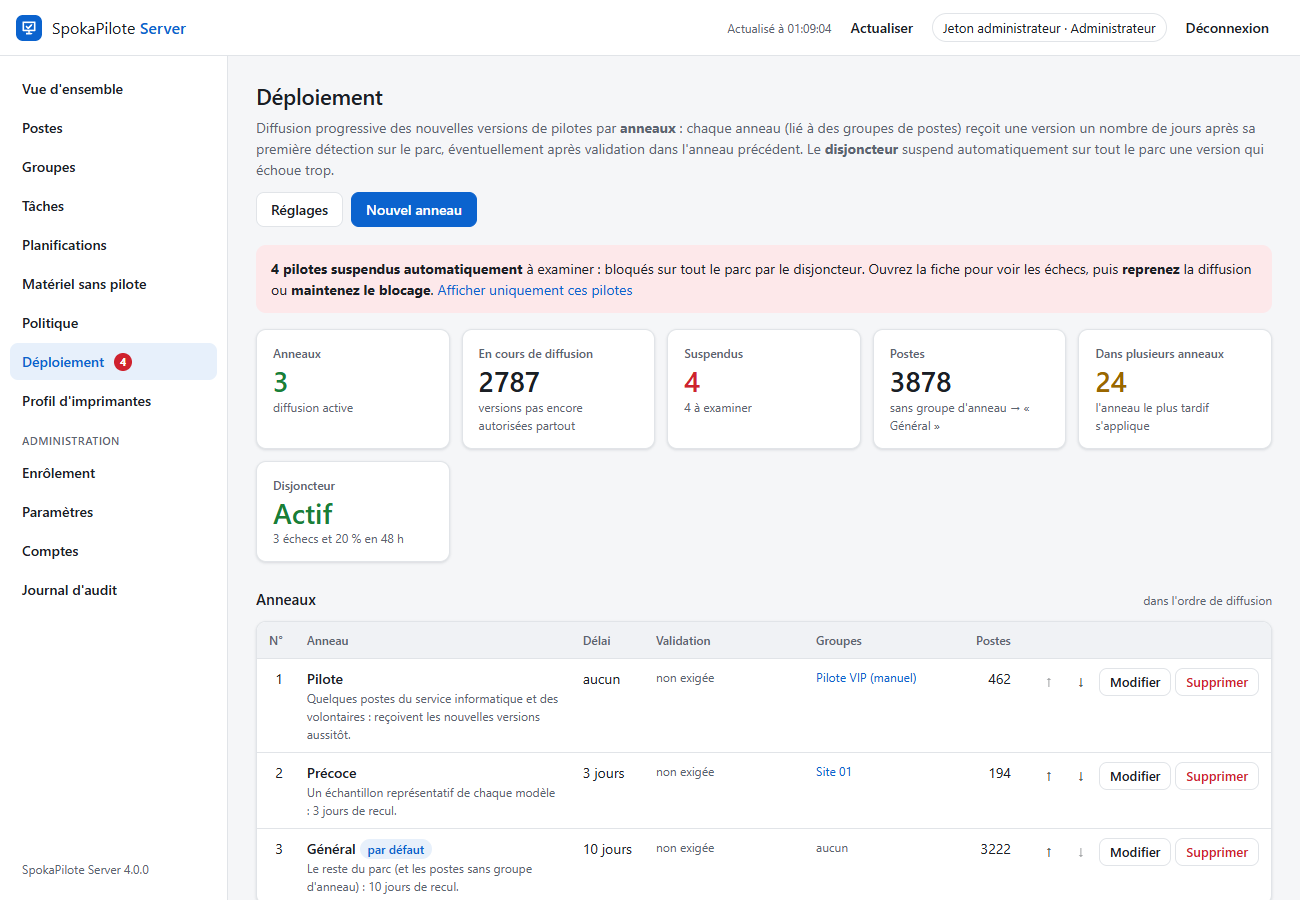 SpokaPilote Server
Actualisé à 01:09:04
Actualiser
Jeton administrateur · Administrateur
Déconnexion
Vue d'ensemble
Postes
Groupes
Tâches
Planifications
Matériel sans pilote
Politique
Déploiement 4
Profil d'imprimantes
ADMINISTRATION
Enrôlement
Paramètres
Comptes
Journal d'audit
SpokaPilote Server 4.0.0
Déploiement
Diffusion progressive des nouvelles versions de pilotes par anneaux : chaque anneau (lié à des groupes de postes) reçoit une version un nombre de jours après sa
première détection sur le parc, éventuellement après validation dans l'anneau précédent. Le disjoncteur suspend automatiquement sur tout le parc une version qui
échoue trop.
Réglages
Nouvel anneau
4 pilotes suspendus automatiquement à examiner : bloqués sur tout le parc par le disjoncteur. Ouvrez la fiche pour voir les échecs, puis reprenez la diffusion
ou maintenez le blocage. Afficher uniquement ces pilotes
Anneaux
3
diffusion active
En cours de diffusion
2787
versions pas encore
autorisées partout
Suspendus
4
4 à examiner
Postes
3878
sans groupe d'anneau → «
Général »
Dans plusieurs anneaux
24
l'anneau le plus tardif
s'applique
Disjoncteur
Actif
3 échecs et 20 % en 48 h
Anneaux
dans l'ordre de diffusion
N° Anneau Délai Validation Groupes Postes
1 Pilote aucun non exigée Pilote VIP (manuel) 462 ↑ ↓ Modifier Supprimer
Quelques postes du service informatique et des
volontaires : reçoivent les nouvelles versions
aussitôt.
2 Précoce 3 jours non exigée Site 01 194 ↑ ↓ Modifier Supprimer
Un échantillon représentatif de chaque modèle
: 3 jours de recul.
3 Général par défaut 10 jours non exigée aucun 3222 ↑ ↓ Modifier Supprimer
Le reste du parc (et les postes sans groupe
d'anneau) : 10 jours de recul.